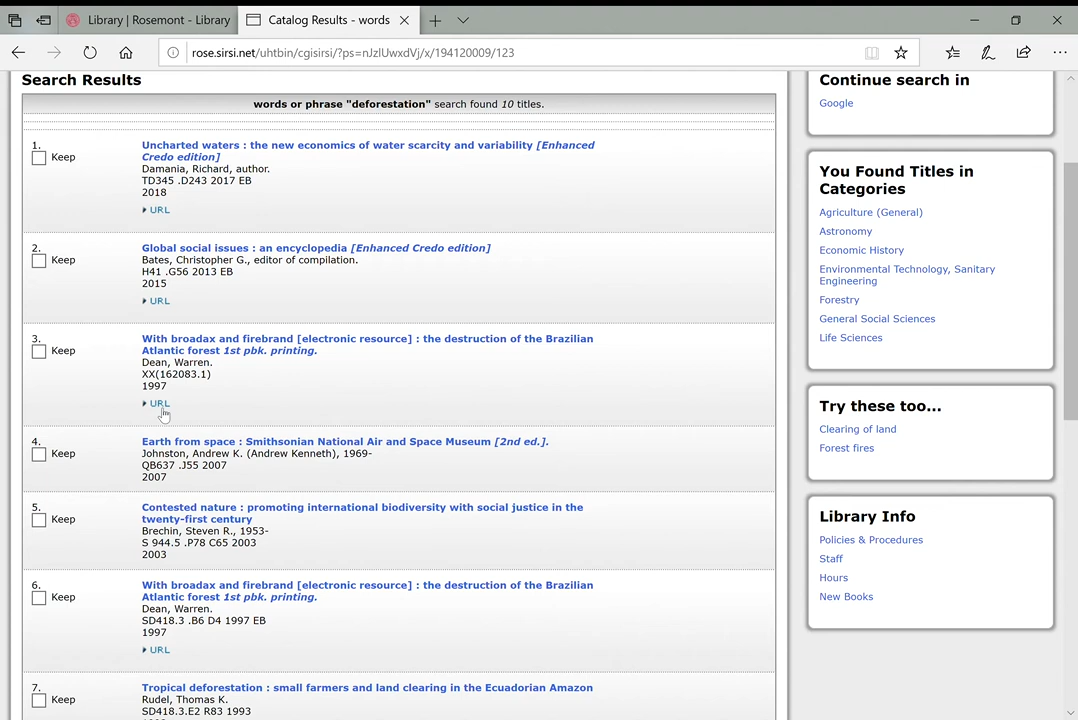 Library | Rosemont - Library
Catalog Results - words
rose.sirsi.net/uhtbin/cgisirsi/?ps=nJzlUwxdVj/x/194120009/123
Search Results
words or phrase "deforestation" search found 10 titles.
1.
Keep
Uncharted waters : the new economics of water scarcity and variability [Enhanced
Credo edition]
Damania, Richard, author.
TD345 .D243 2017 EB
2018
URL
2.
Keep
Global social issues : an encyclopedia [Enhanced Credo edition]
Bates, Christopher G., editor of compilation.
H41 .G56 2013 EB
2015
URL
3.
Keep
With broadax and firebrand [electronic resource] : the destruction of the Brazilian
Atlantic forest 1st pbk. printing.
Dean, Warren.
XX(162083.1)
1997
URL
4.
Keep
Earth from space : Smithsonian National Air and Space Museum [2nd ed.].
Johnston, Andrew K. (Andrew Kenneth), 1969-
QB637 .J55 2007
2007
5.
Keep
Contested nature : promoting international biodiversity with social justice in the
twenty-first century
Brechin, Steven R., 1953-
S 944.5 .P78 C65 2003
2003
6.
Keep
With broadax and firebrand [electronic resource] : the destruction of the Brazilian
Atlantic forest 1st pbk. printing.
Dean, Warren.
SD418.3 .B6 D4 1997 EB
1997
URL
7.
Keep
Tropical deforestation : small farmers and land clearing in the Ecuadorian Amazon
Rudel, Thomas K.
SD418.3.E2 R83 1993
Continue search in
Google
You Found Titles in
Categories
Agriculture (General)
Astronomy
Economic History
Environmental Technology, Sanitary
Engineering
Forestry
General Social Sciences
Life Sciences
Try these too...
Clearing of land
Forest fires
Library Info
Policies & Procedures
Staff
Hours
New Books